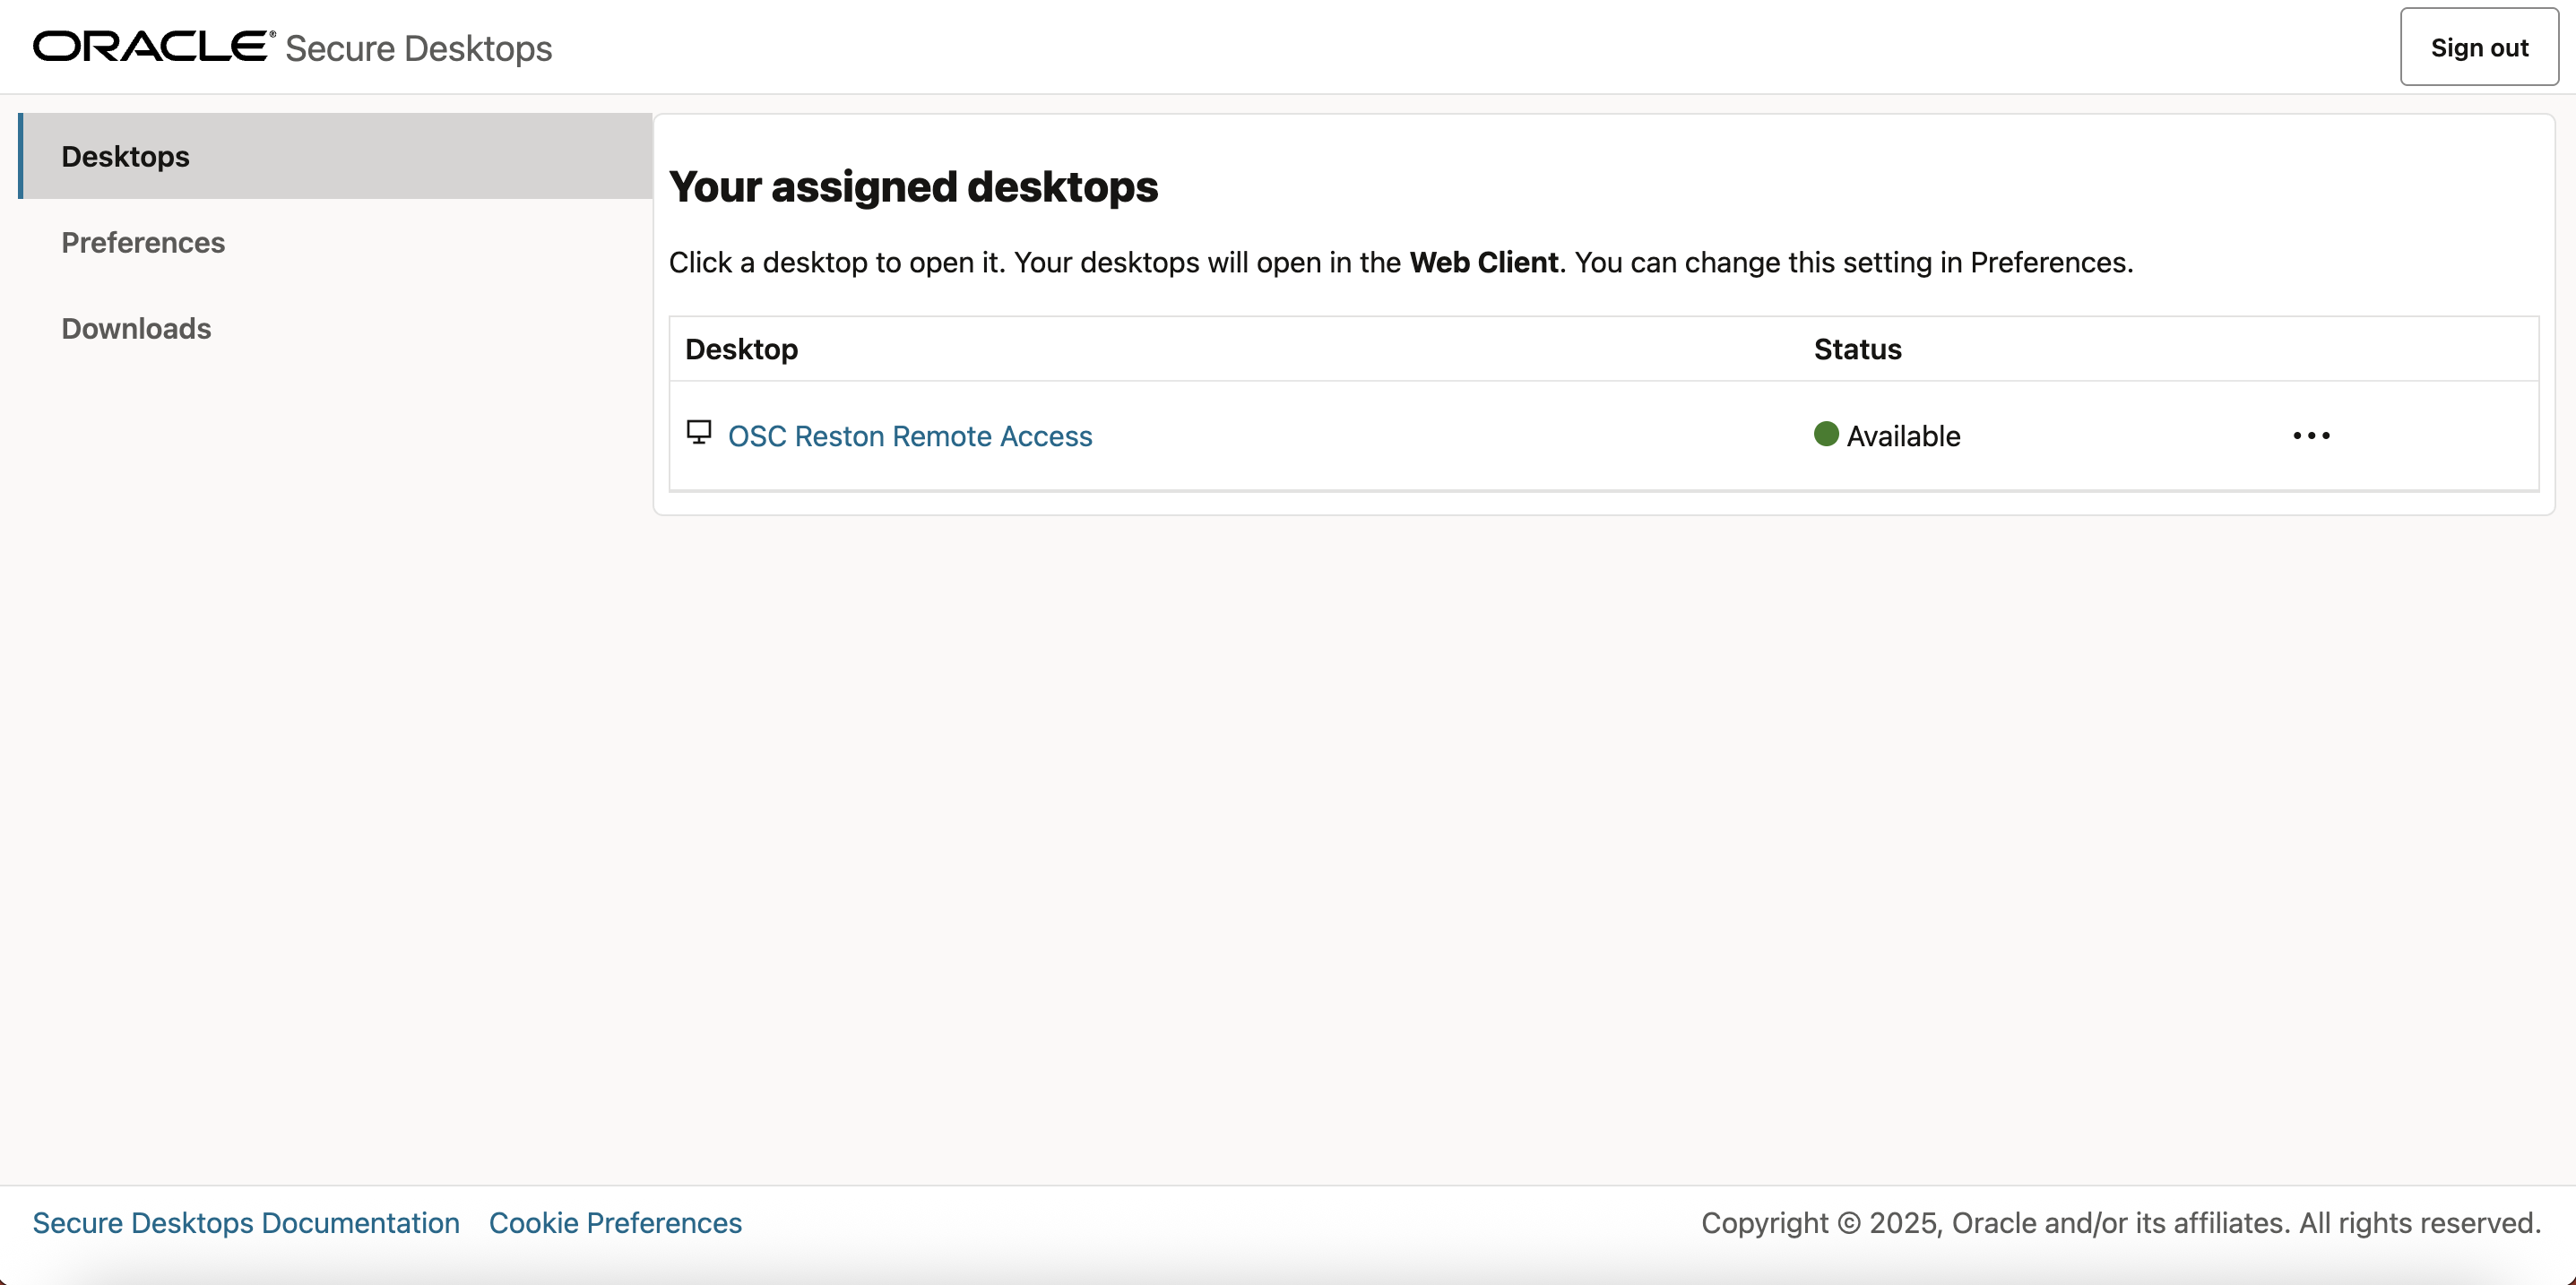 ORACLE® Secure Desktops
Sign out
Desktops
Preferences
Downloads
Your assigned desktops
Click a desktop to open it. Your desktops will open in the Web Client. You can change this setting in Preferences.
Desktop Status
OSC Reston Remote Access Available
Secure Desktops Documentation Cookie Preferences Copyright © 2025, Oracle and/or its affiliates. All rights reserved.